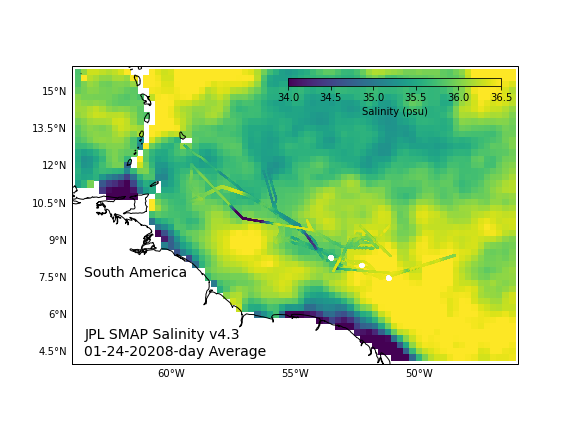 15°N
13.5°N
12°N
10.5°N
9°N
7.5°N
6°N
4.5°N
34.0 34.5 35.0 35.5 36.0 36.5
Salinity (psu)
South America
JPL SMAP Salinity v4.3
01-24-20208-day Average
60°W 55°W 50°W